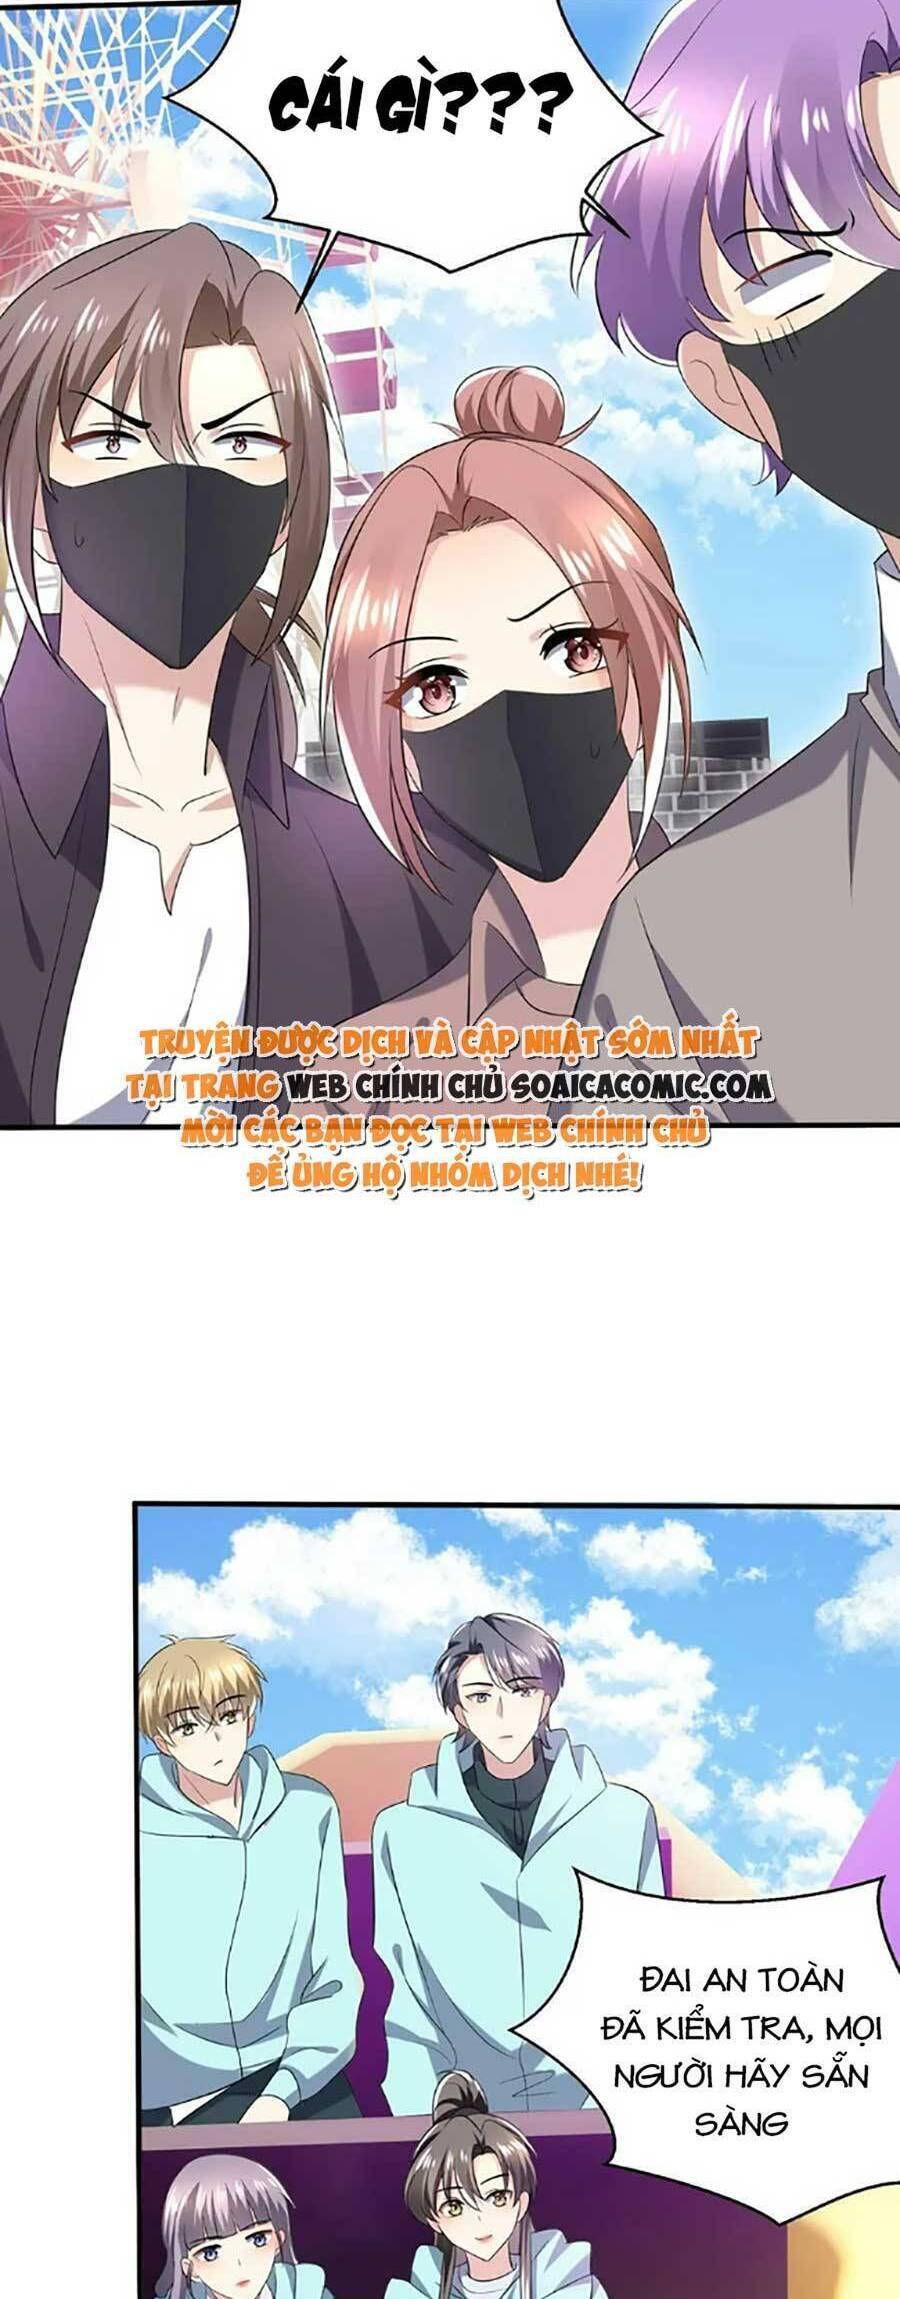 CÁI GÌ???
TRUYỆN ĐƯỢC DỊCH VÀ CẬP NHẬT SỚM NHẤT
TẠI TRANG WEB CHÍNH CHỦ SOAICACOMIC.COM
MỜI CÁC BẠN ĐỌC TẠI WEB CHÍNH CHỦ
ĐỂ ỦNG HỘ NHÓM DỊCH NHÉ!
ĐAI AN TOÀN
ĐÃ KIỂM TRA, MỌI
NGƯỜI HÃY SẴN
SÀNG